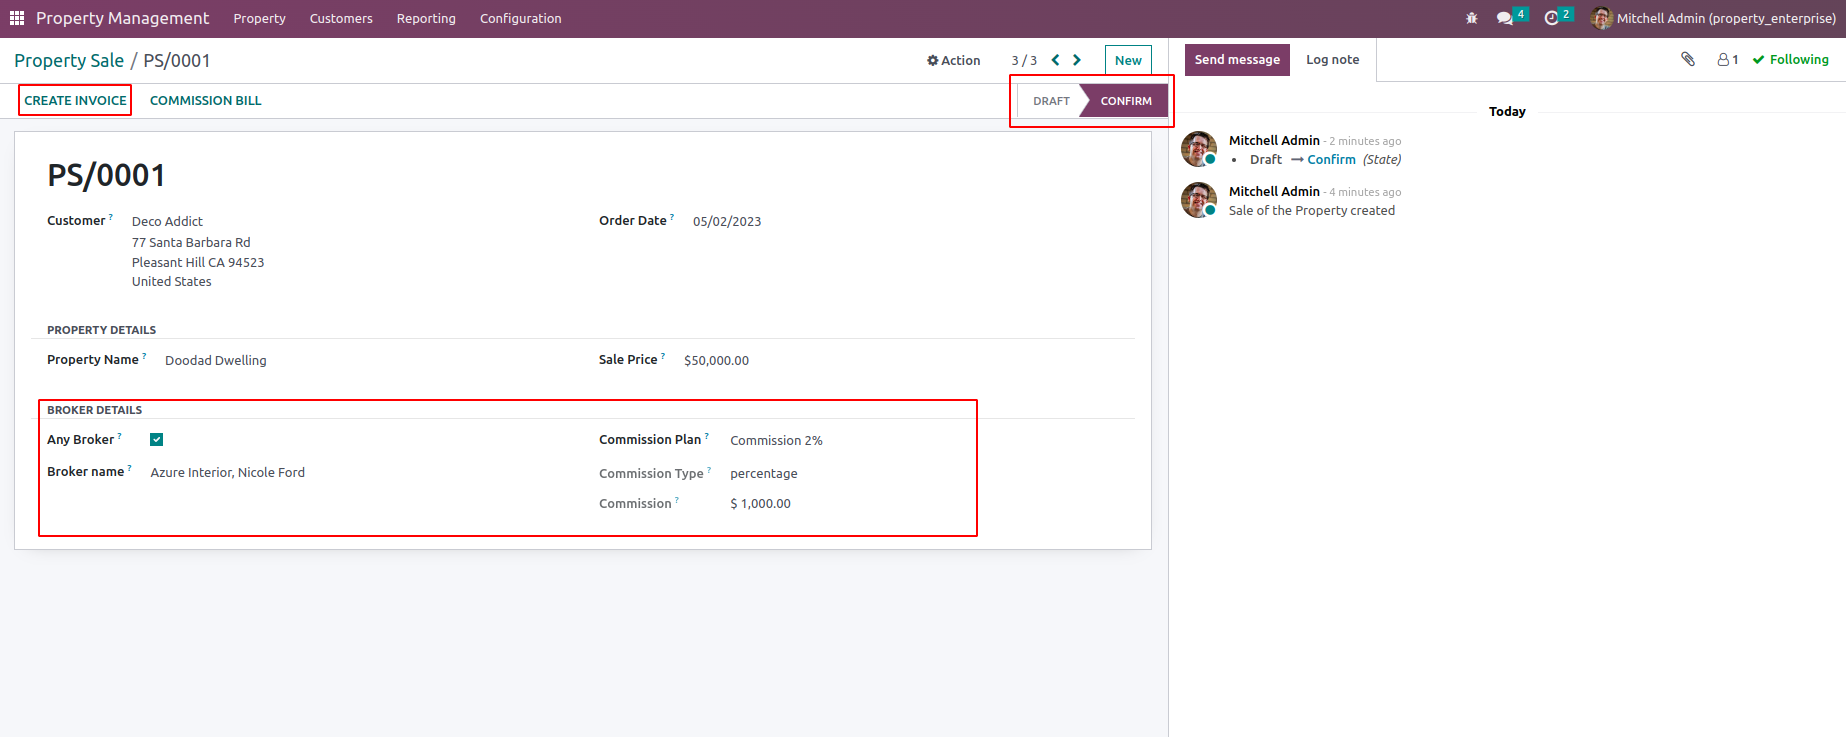 Property Management Property Customers Reporting Configuration 4 2 Mitchell Admin (property_enterprise)
Property Sale / PS/0001 Action 3 / 3 New
CREATE INVOICE COMMISSION BILL DRAFT CONFIRM
PS/0001
Customer ? Deco Addict
77 Santa Barbara Rd
Pleasant Hill CA 94523
United States
Order Date ? 05/02/2023
PROPERTY DETAILS
Property Name ? Doodad Dwelling
Sale Price ? $50,000.00
BROKER DETAILS
Any Broker ?
Broker name ? Azure Interior, Nicole Ford
Commission Plan ? Commission 2%
Commission Type ? percentage
Commission ? $ 1,000.00
Send message Log note 1 Following
Today
Mitchell Admin - 2 minutes ago
• Draft → Confirm (State)
Mitchell Admin - 4 minutes ago
Sale of the Property created